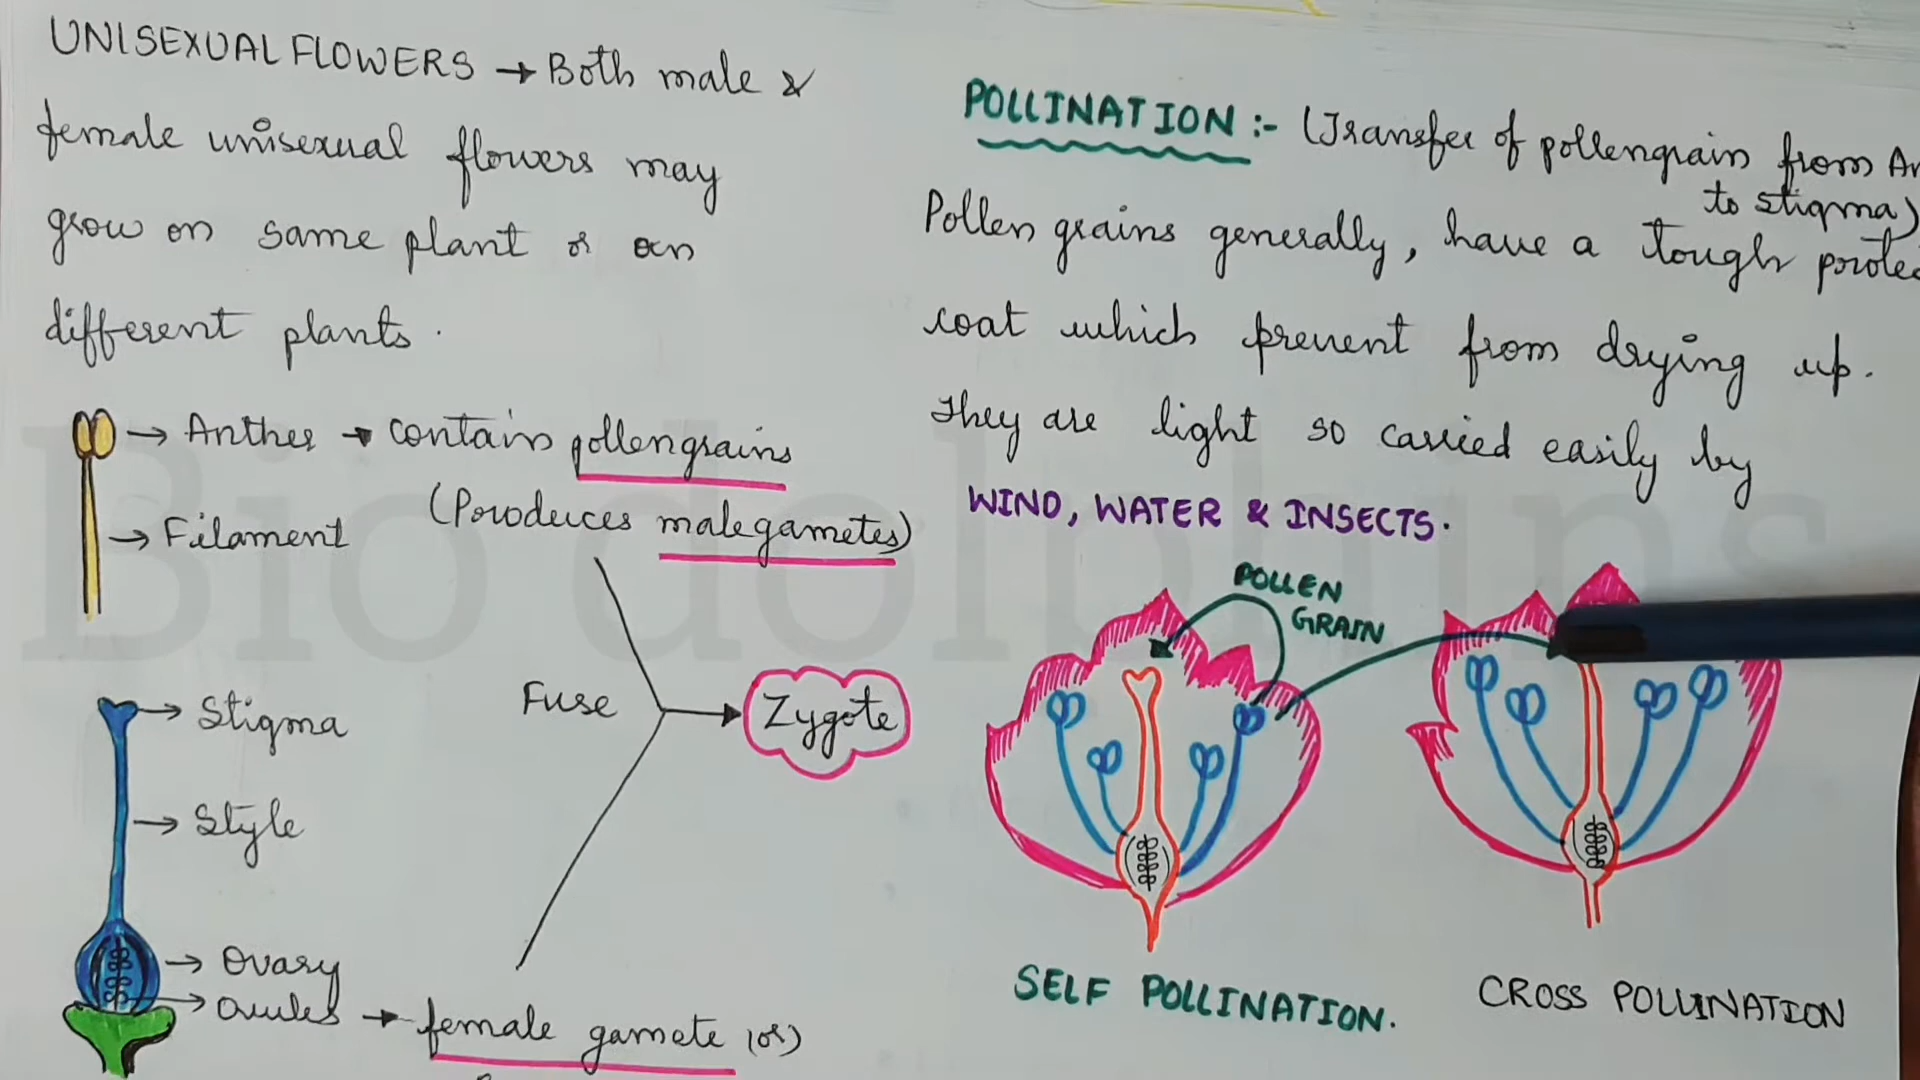 UNISEXUAL FLOWERS → Both male &
female unisexual flowers may
grow on same plant or on
different plants.
→ Anther → contain pollengrains
(Produces malegametes)
→ Filament
Fuse
Zygote
→ Stigma
→ Style
→ Ovary
→ Ovules → female gamete (or)
POLLINATION :- (Transfer of pollengrain from
to stigma)
Pollen grains generally, have a tough
coat which prevent from drying up.
They are light so carried easily by
WIND, WATER & INSECTS.
POLLEN
GRAIN
SELF POLLINATION.
CROSS POLLINATION
Bio dolphins